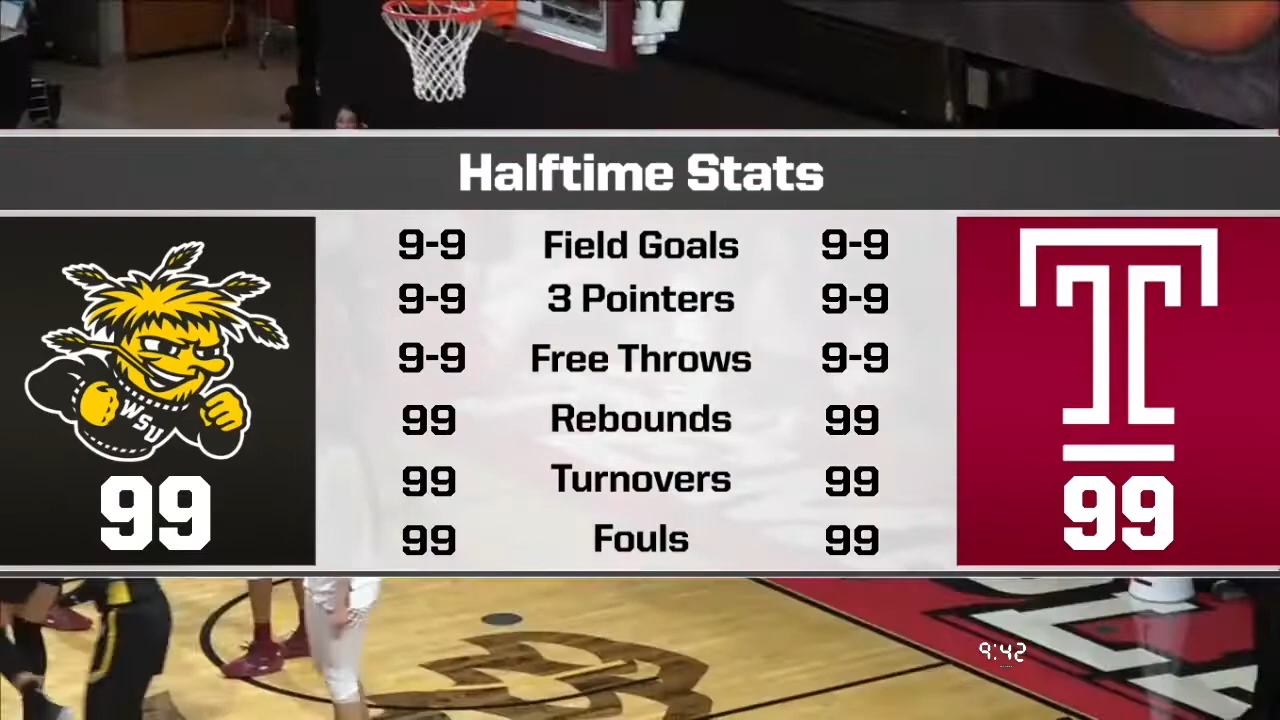 Halftime Stats
9-9 Field Goals 9-9
9-9 3 Pointers 9-9
9-9 Free Throws 9-9
99 Rebounds 99
99 Turnovers 99
99 Fouls 99
WSU
T
99
99
9:42